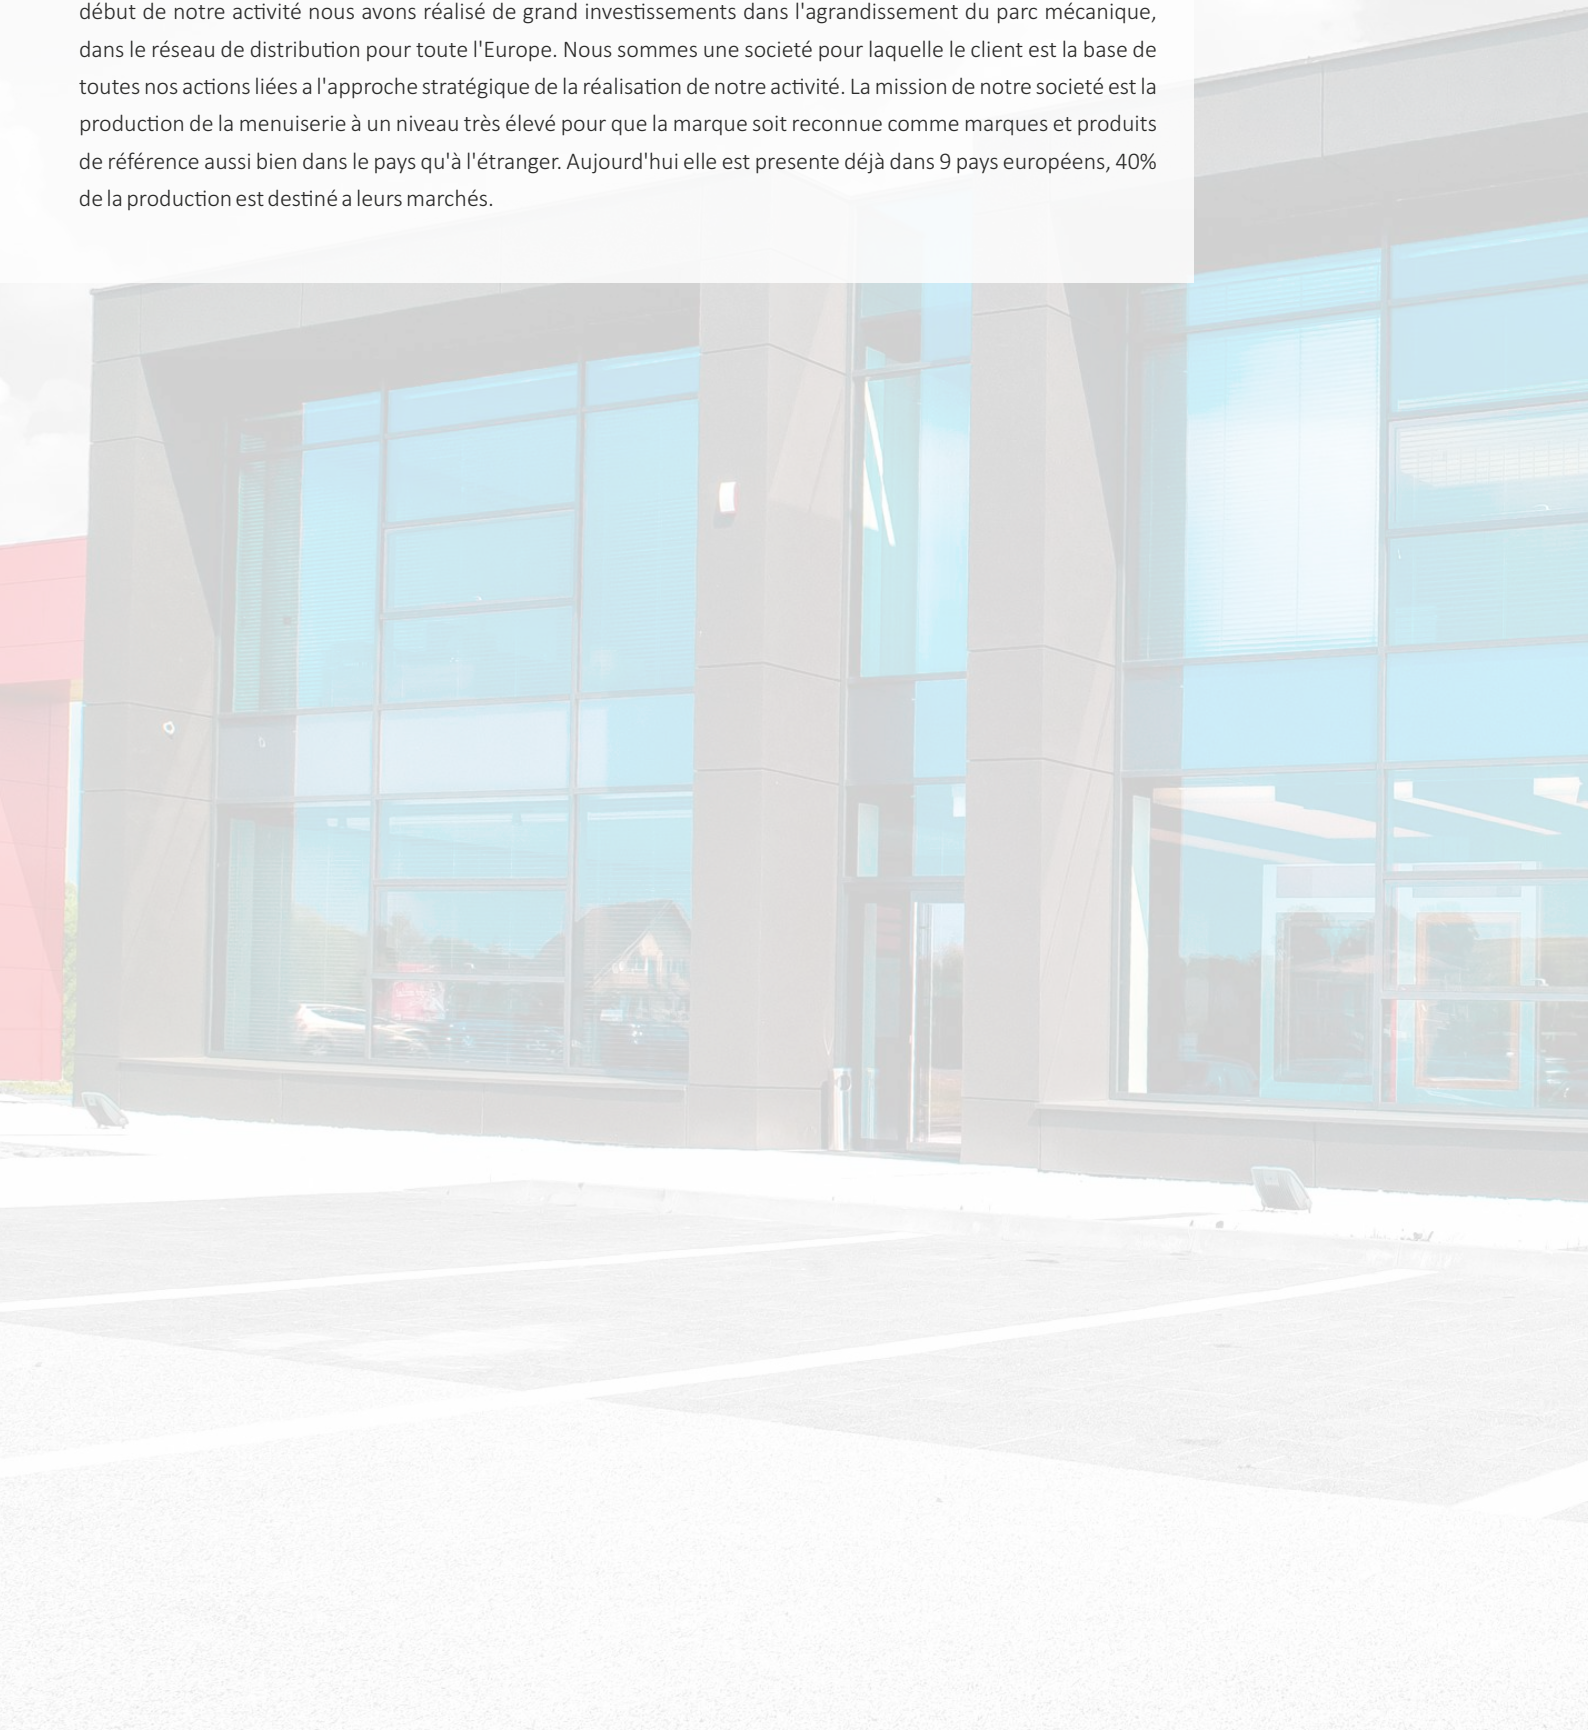 début de notre activité nous avons réalisé de grand investissements dans l'agrandissement du parc mécanique,
dans le réseau de distribution pour toute l'Europe. Nous sommes une societé pour laquelle le client est la base de
toutes nos actions liées a l'approche stratégique de la réalisation de notre activité. La mission de notre societé est la
production de la menuiserie à un niveau très élevé pour que la marque soit reconnue comme marques et produits
de référence aussi bien dans le pays qu'à l'étranger. Aujourd'hui elle est presente déjà dans 9 pays européens, 40%
de la production est destiné a leurs marchés.